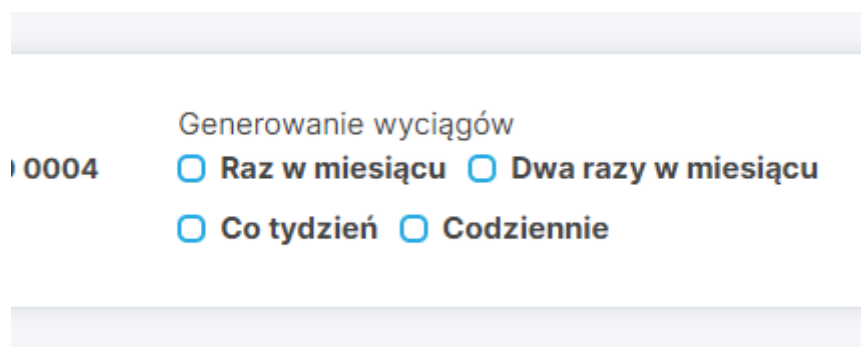 Generowanie wyciągów
0004
Raz w miesiącu Dwa razy w miesiącu
Co tydzień Codziennie